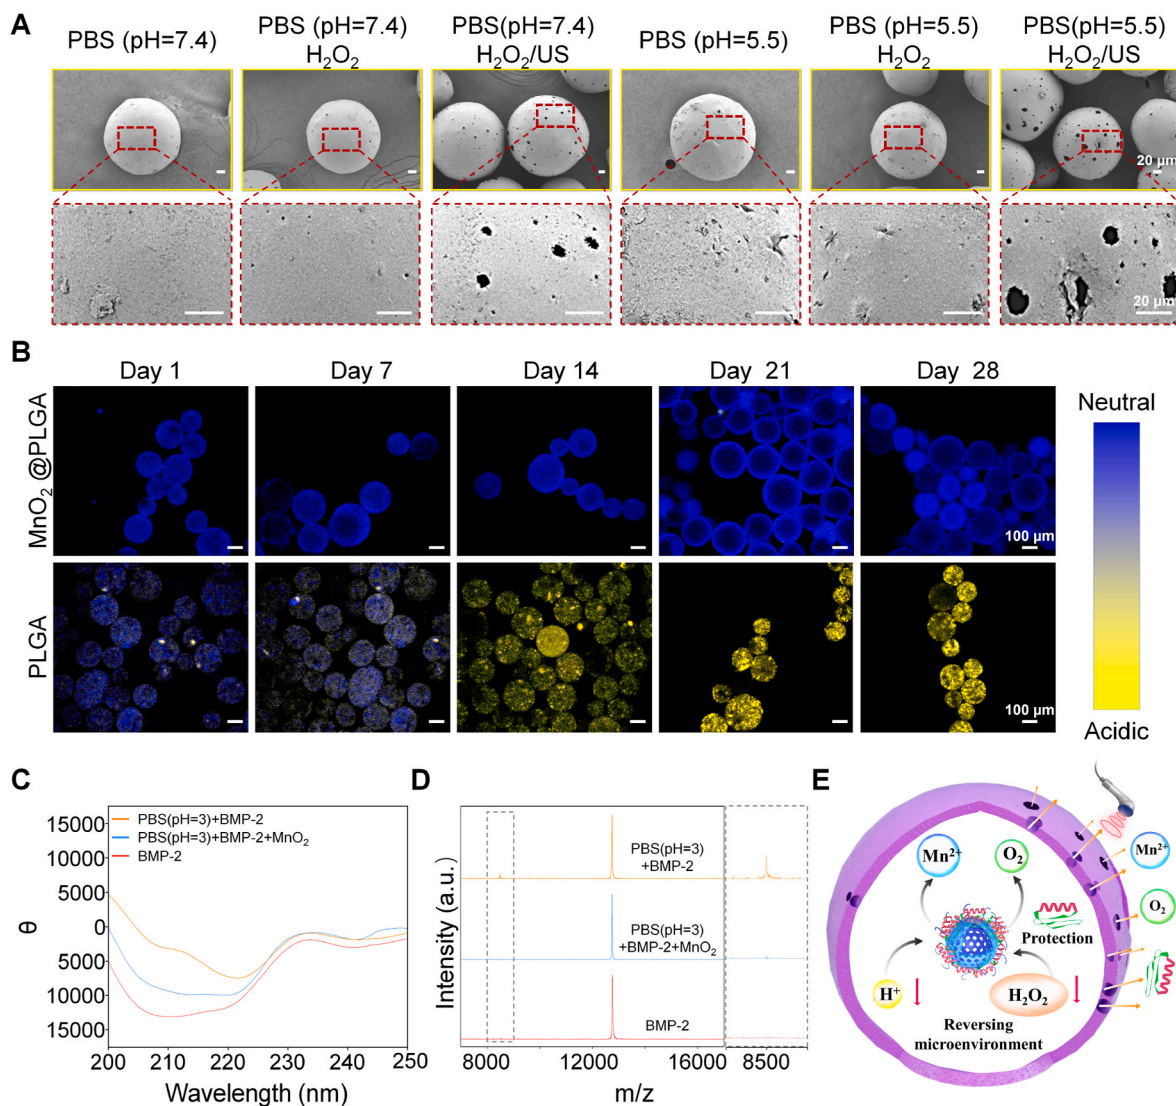 A
PBS (pH=7.4)
PBS (pH=7.4)
H₂O₂
PBS(pH=7.4)
H₂O₂/US
PBS (pH=5.5)
PBS (pH=5.5)
H₂O₂
PBS(pH=5.5)
H₂O₂/US
20 μm
20 μm
B
Day 1
Day 7
Day 14
Day 21
Day 28
MnO₂ @PLGA
100 μm
PLGA
100 μm
Neutral
Acidic
C
15000
10000
5000
0
5000
10000
15000
θ
PBS(pH=3)+BMP-2
PBS(pH=3)+BMP-2+MnO₂
BMP-2
200
210
220
230
240
250
Wavelength (nm)
D
Intensity (a.u.)
PBS(pH=3)
+BMP-2
PBS(pH=3)
+BMP-2+MnO₂
BMP-2
8000
12000
16000
8500
m/z
E
Mn²⁺
O₂
Mn²⁺
O₂
Protection
H⁺
H₂O₂
Reversing
microenvironment